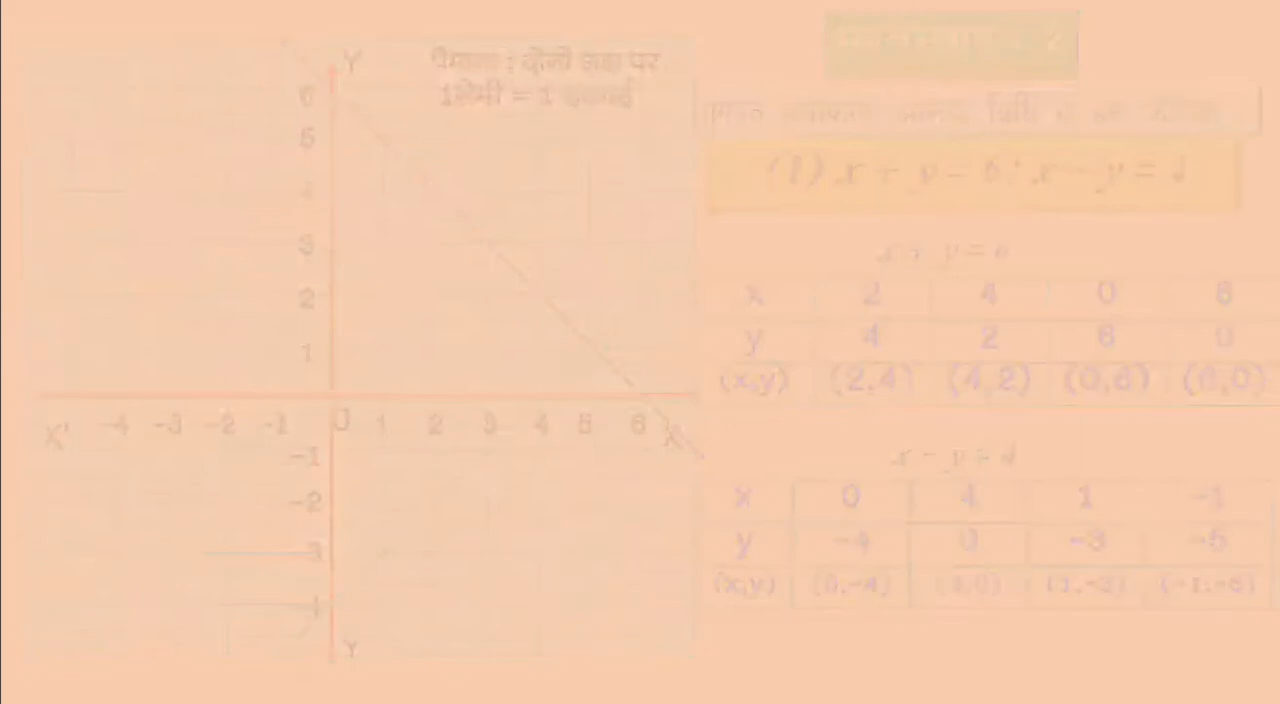 Y
: दोनों अक्ष पर
1सेमी = 1 इकाई
6
5
4
3
2
1
X' -4 -3 -2 -1 0 1 2 3 4 5 6 X
-1
-2
-3
-4
Y
(1) x + y = 6 ; x - y = 4
x + y = 6
x 2 4 0 6
y 4 2 6 0
(x,y) (2,4) (4,2) (0,6) (6,0)
x - y = 4
x 0 4 1 -1
y -4 0 -3 -5
(x,y) (0,-4) (4,0) (1,-3) (-1,-5)